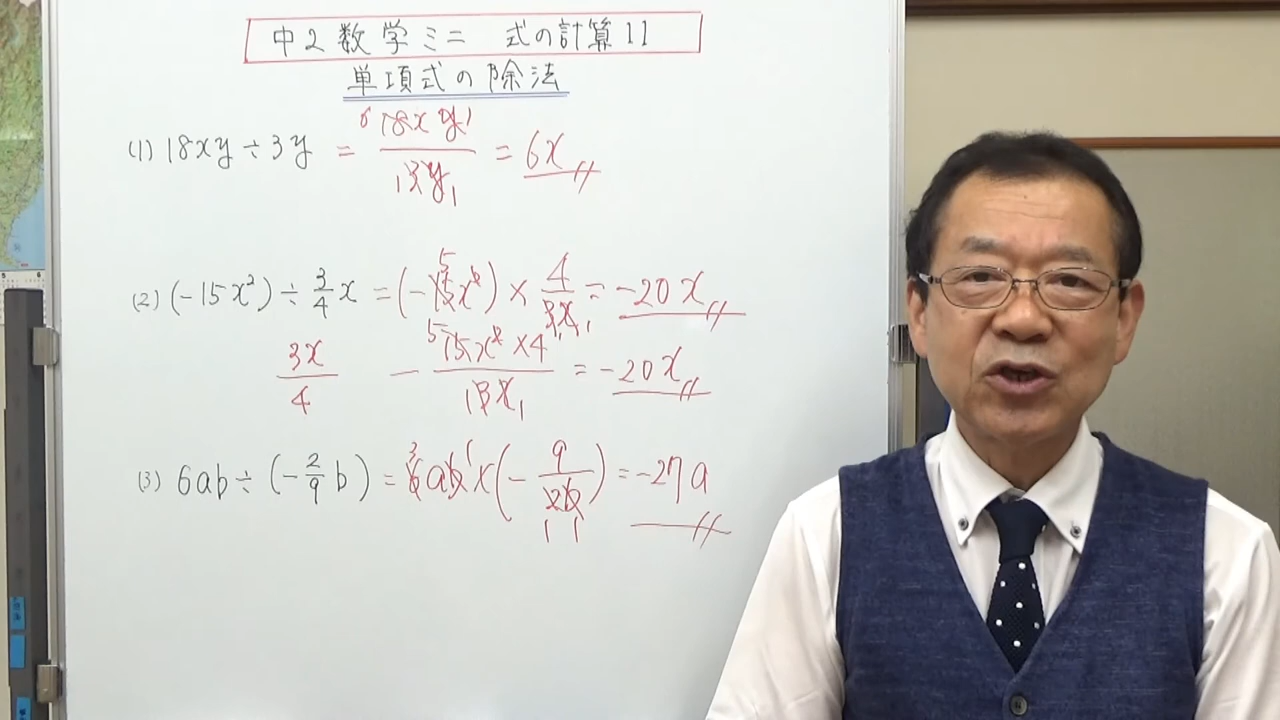 中2数学ミニ 式の計算11
単項式の除法
(1) 18xy÷3y = 18xy/3y = 6x
(2) (-15x²)÷3/4x = (-15x²)×4/3x = -20x
3x/4 -15x²×4/3x = -20x
(3) 6ab÷(-2/9b) = 6ab×(-9/2b) = -27a